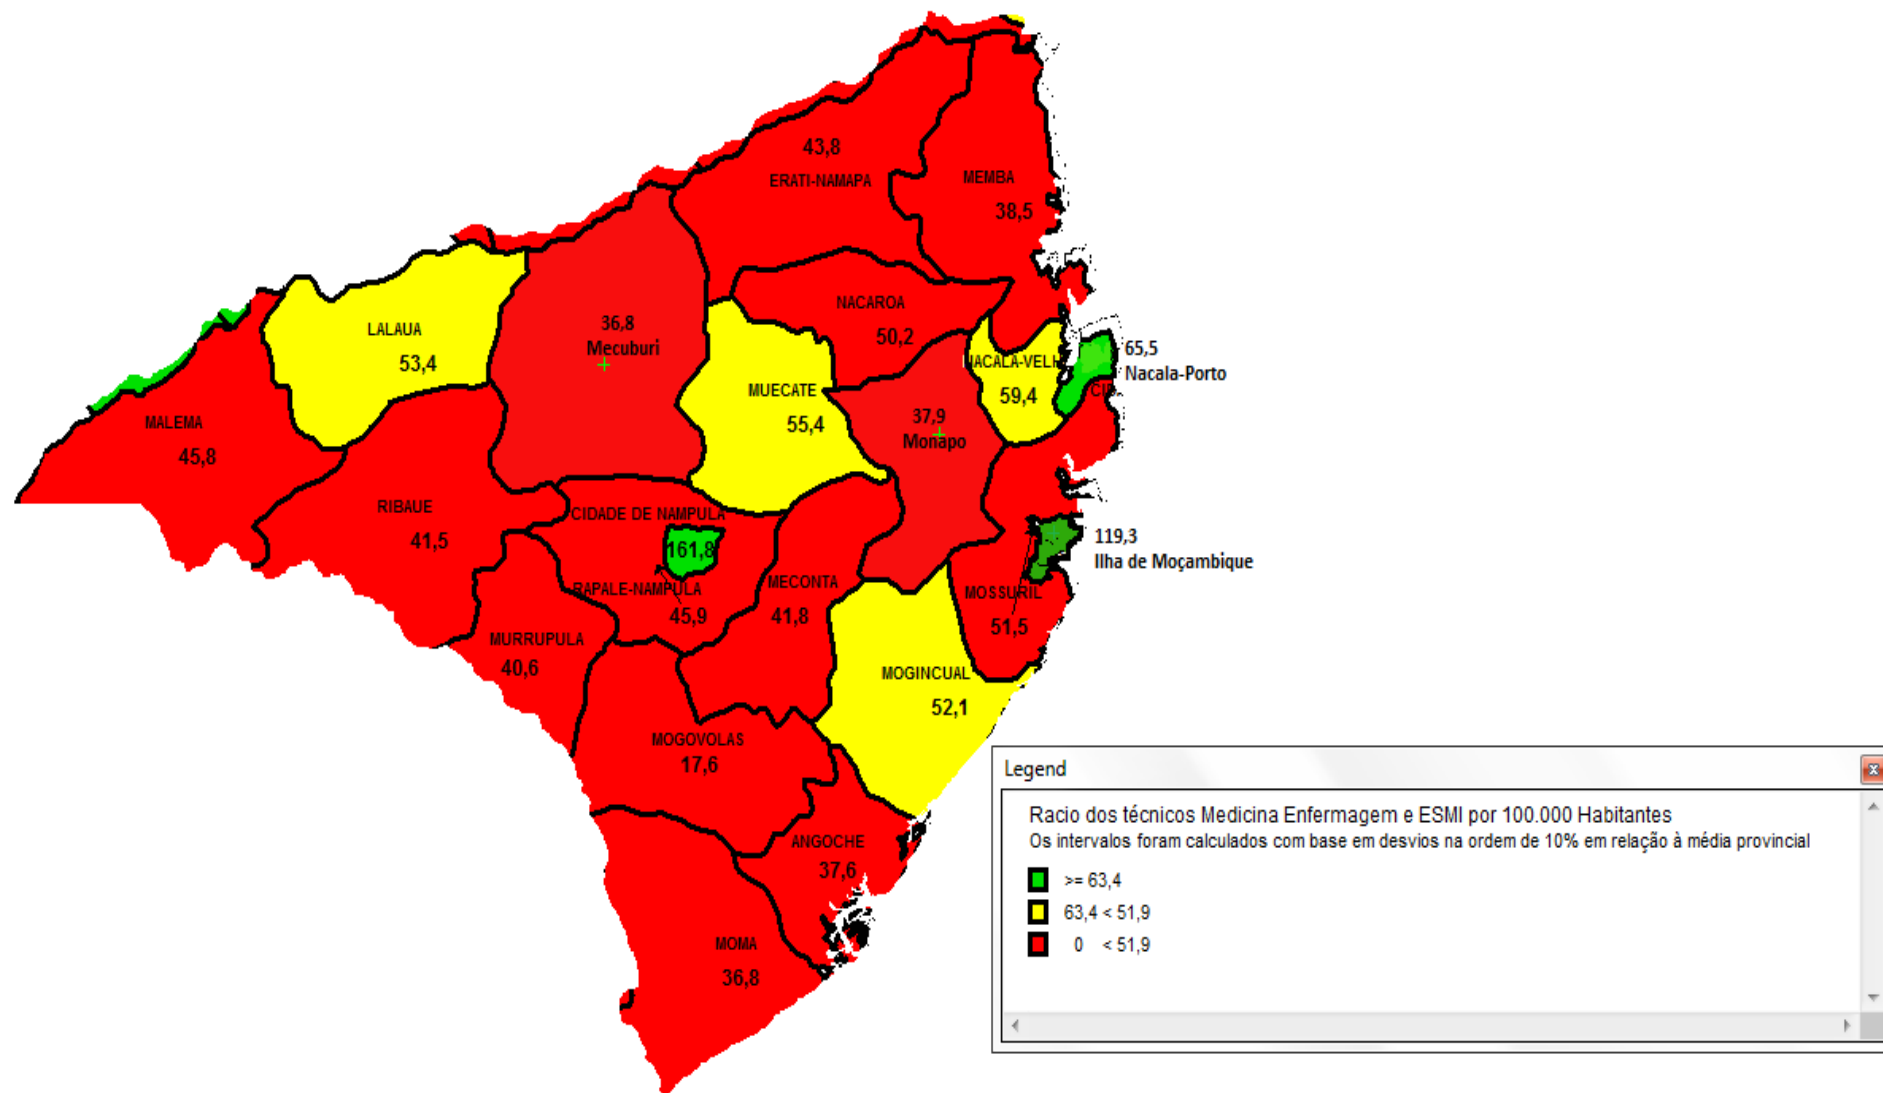 43,8
ERATI-NAMAPA
MEMBA
38,5
NACAROA
50,2
36,8
Mecuburi
LALAUA
53,4
65,5
Nacala-Porto
NACALA-VELH
59,4
CID
MUECATE
55,4
37,9
Monapo
MALEMA
45,8
RIBAUE
41,5
CIDADE DE NAMPULA
161,8
RAPALE-NAMPULA
45,9
MECONTA
41,8
119,3
Ilha de Moçambique
MOSSURIL
51,5
MURRUPULA
40,6
MOGINCUAL
52,1
MOGOVOLAS
17,6
ANGOCHE
37,6
MOMA
36,8
Legend
Racio dos técnicos Medicina Enfermagem e ESMI por 100.000 Habitantes
Os intervalos foram calculados com base em desvios na ordem de 10% em relação à média provincial
>= 63,4
63,4 < 51,9
0 < 51,9